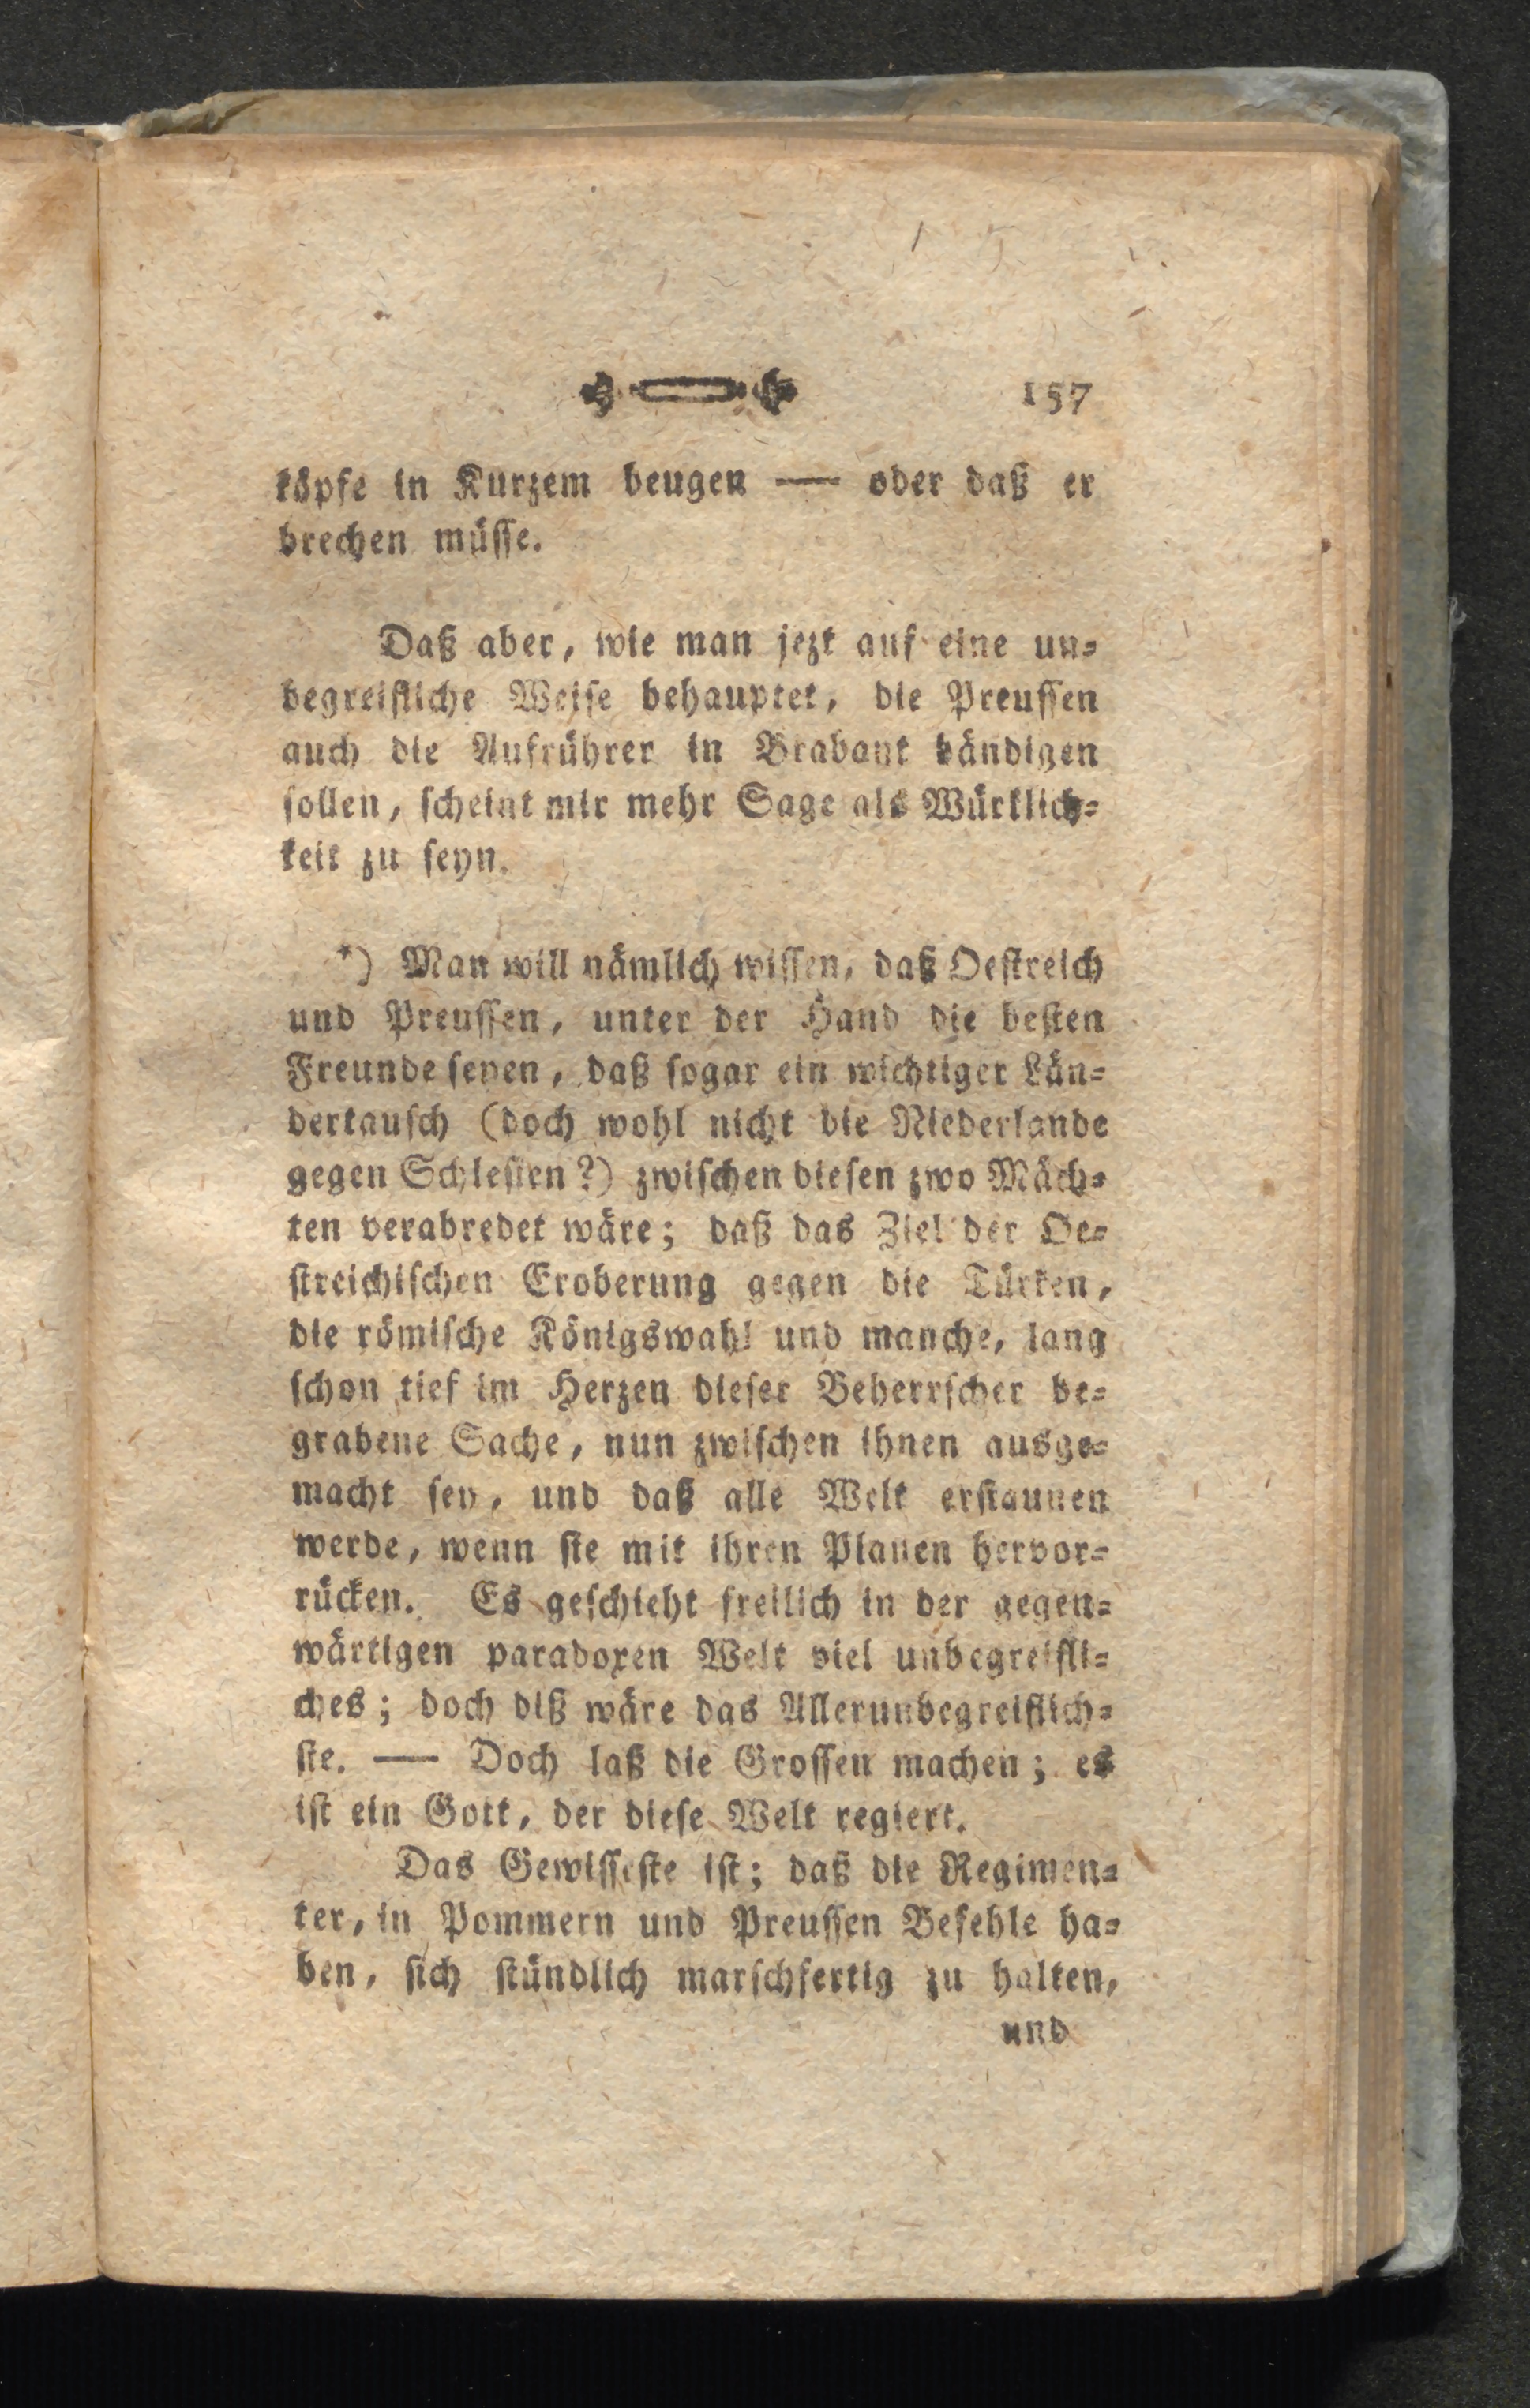 157
köpfe in Kurzem beugen — oder daß er
brechen müsse.
Daß aber, wie man jezt auf eine un⸗
begreifliche Weise behauptet, die Preussen
auch die Aufrührer in Brabant bändigen
sollen, scheint mir mehr Sage als Würklich⸗
keit zu seyn.
*) Man will nämlich wissen, daß Oestreich
und Preussen, unter der Hand die besten
Freunde seyen, daß sogar ein wichtiger Län⸗
dertausch (doch wohl nicht die Niederlande
gegen Schlesien?) zwischen diesen zwo Mäch⸗
ten verabredet wäre; daß das Ziel der Oe⸗
streichischen Eroberung gegen die Türken,
die römische Königswahl und manche, lang
schon tief im Herzen dieser Beherrscher be⸗
grabene Sache, nun zwischen ihnen ausge⸗
macht sey, und daß alle Welt erstaunen
werde, wenn sie mit ihren Planen hervor⸗
rücken. Es geschieht freilich in der gegen⸗
wärtigen paradoxen Welt viel unbegreifli⸗
ches; doch diß wäre das Allerunbegreiflich⸗
ste. — Doch laß die Grossen machen; es
ist ein Gott, der diese Welt regiert.
Das Gewisseste ist; daß die Regimen⸗
ter, in Pommern und Preussen Befehle ha⸗
ben, sich stündlich marschfertig zu halten,
und